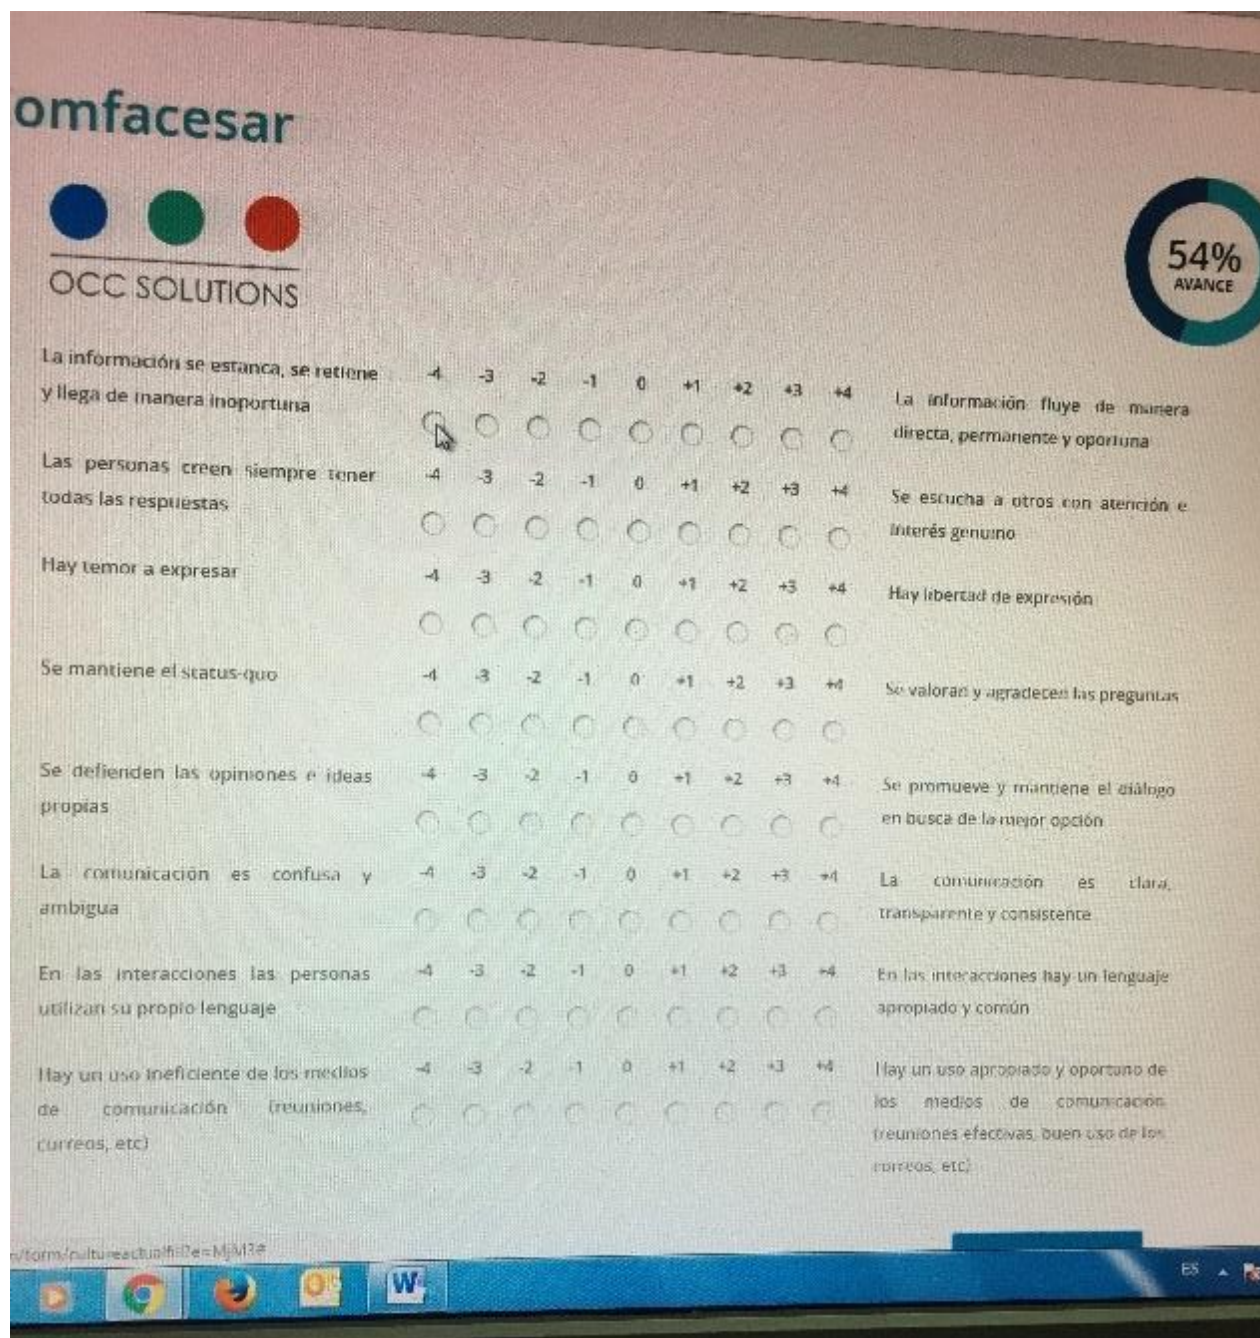 omfacesar
OCC SOLUTIONS
54%
AVANCE
La información se estanca, se retiene
y llega de manera inoportuna
-4 -3 -2 -1 0 +1 +2 +3 +4
La información fluye de manera
directa, permanente y oportuna
Las personas creen siempre tener
todas las respuestas
-4 -3 -2 -1 0 +1 +2 +3 +4
Se escucha a otros con atención e
interés genuino
Hay temor a expresar
-4 -3 -2 -1 0 +1 +2 +3 +4
Hay libertad de expresión
Se mantiene el status-quo
-4 -3 -2 -1 0 +1 +2 +3 +4
Se valoran y agradecen las preguntas
Se defienden las opiniones e ideas
propias
-4 -3 -2 -1 0 +1 +2 +3 +4
Se promueve y mantiene el diálogo
en busca de la mejor opción
La comunicación es confusa y
ambigua
-4 -3 -2 -1 0 +1 +2 +3 +4
La comunicación es clara,
transparente y consistente
En las interacciones las personas
utilizan su propio lenguaje
-4 -3 -2 -1 0 +1 +2 +3 +4
En las interacciones hay un lenguaje
apropiado y común
Hay un uso ineficiente de los medios
de comunicación (reuniones,
correos, etc)
-4 -3 -2 -1 0 +1 +2 +3 +4
Hay un uso apropiado y oportuno de
los medios de comunicación
(reuniones efectivas, buen uso de los
correos, etc)
ES